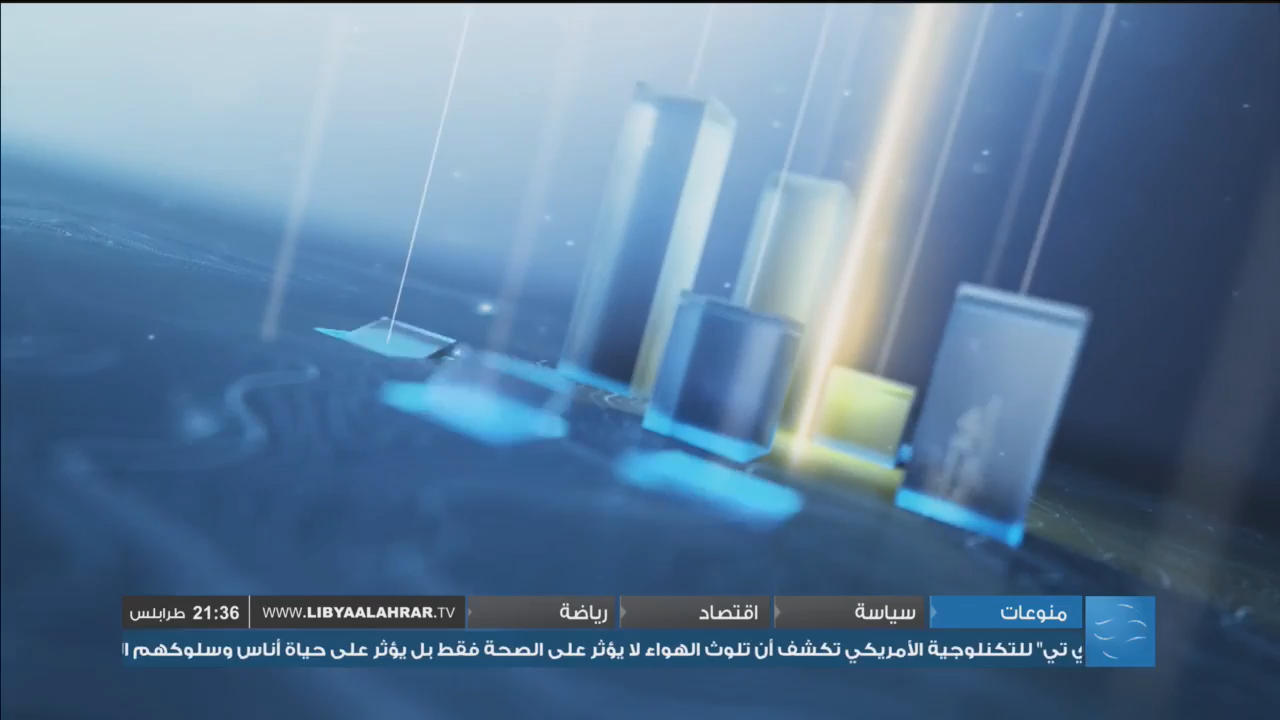 منوعات سياسة اقتصاد رياضة WWW.LIBYAALAHRAR.TV 21:36 طرابلس
تي" للتكنلوجية الأمريكي تكشف أن تلوث الهواء لا يؤثر على الصحة فقط بل يؤثر على حياة أناس وسلوكهم